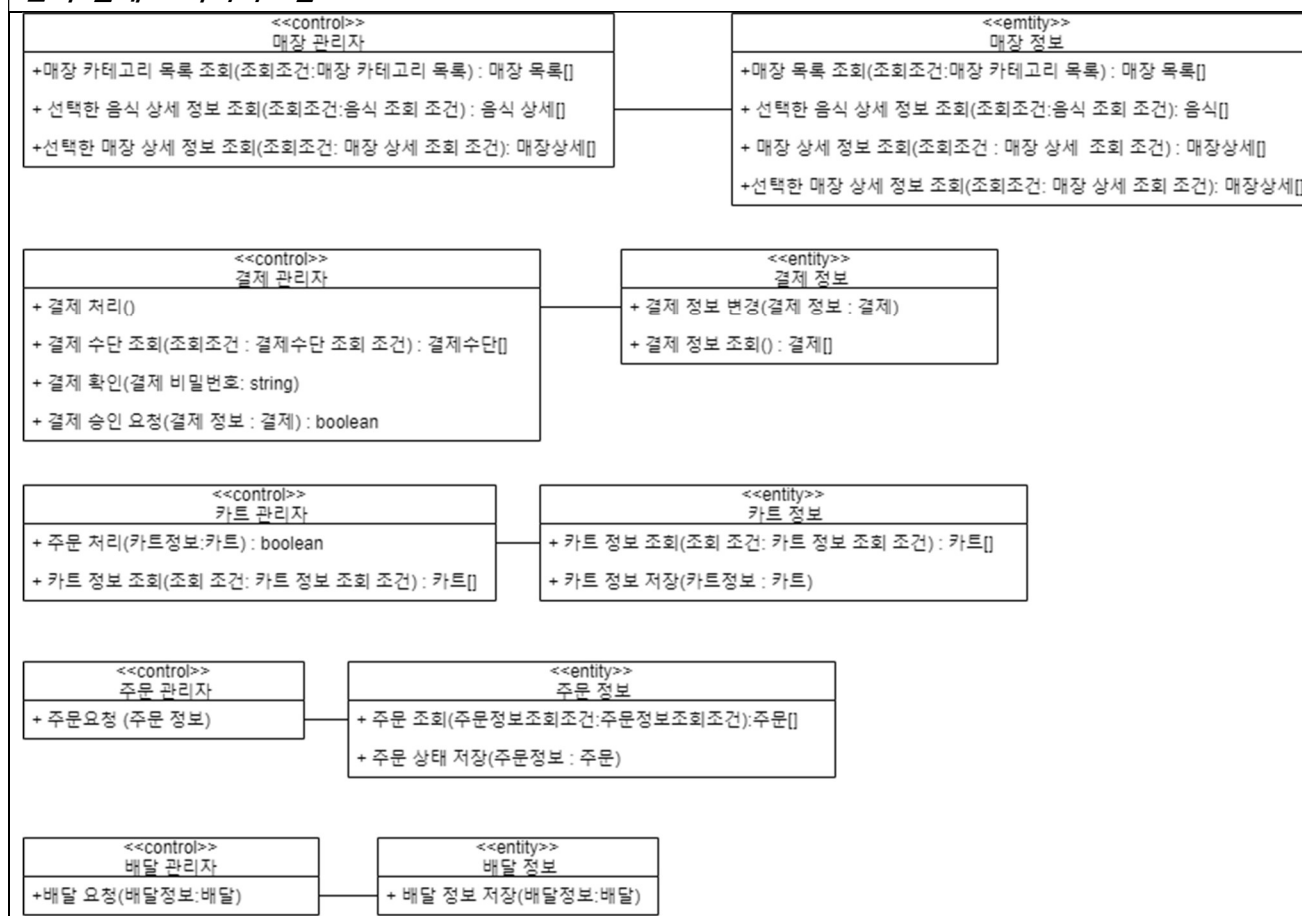 <<control>>
매장 관리자
+매장 카테고리 목록 조회(조회조건:매장 카테고리 목록) : 매장 목록[]
+ 선택한 음식 상세 정보 조회(조회조건:음식 조회 조건) : 음식 상세[]
+선택한 매장 상세 정보 조회(조회조건: 매장 상세 조회 조건): 매장상세[]
<<emtity>>
매장 정보
+매장 목록 조회(조회조건:매장 카테고리 목록) : 매장 목록[]
+ 선택한 음식 상세 정보 조회(조회조건:음식 조회 조건): 음식[]
+ 매장 상세 정보 조회(조회조건 : 매장 상세 조회 조건) : 매장상세[]
+선택한 매장 상세 정보 조회(조회조건: 매장 상세 조회 조건): 매장상세[]
<<control>>
결제 관리자
+ 결제 처리()
+ 결제 수단 조회(조회조건 : 결제수단 조회 조건) : 결제수단[]
+ 결제 확인(결제 비밀번호: string)
+ 결제 승인 요청(결제 정보 : 결제) : boolean
<<entity>>
결제 정보
+ 결제 정보 변경(결제 정보 : 결제)
+ 결제 정보 조회() : 결제[]
<<control>>
카트 관리자
+ 주문 처리(카트정보:카트) : boolean
+ 카트 정보 조회(조회 조건: 카트 정보 조회 조건) : 카트[]
<<entity>>
카트 정보
+ 카트 정보 조회(조회 조건: 카트 정보 조회 조건) : 카트[]
+ 카트 정보 저장(카트정보 : 카트)
<<control>>
주문 관리자
+ 주문요청 (주문 정보)
<<entity>>
주문 정보
+ 주문 조회(주문정보조회조건:주문정보조회조건):주문[]
+ 주문 상태 저장(주문정보 : 주문)
<<control>>
배달 관리자
+배달 요청(배달정보:배달)
<<entity>>
배달 정보
+ 배달 정보 저장(배달정보:배달)